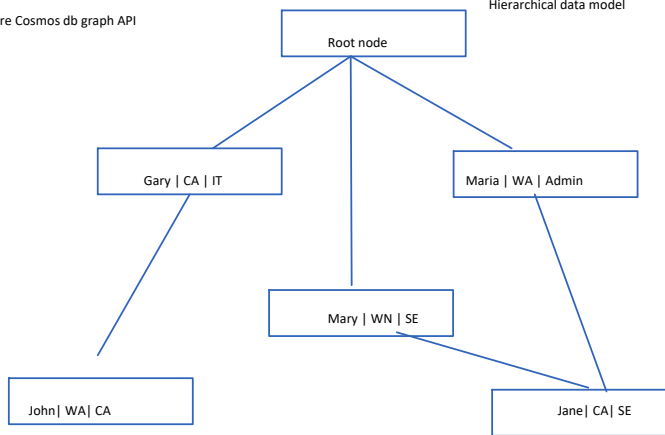 Hierarchical data model
re Cosmos db graph API
Root node
Gary | CA | IT
Maria | WA | Admin
Mary | WN | SE
John| WA| CA
Jane| CA| SE